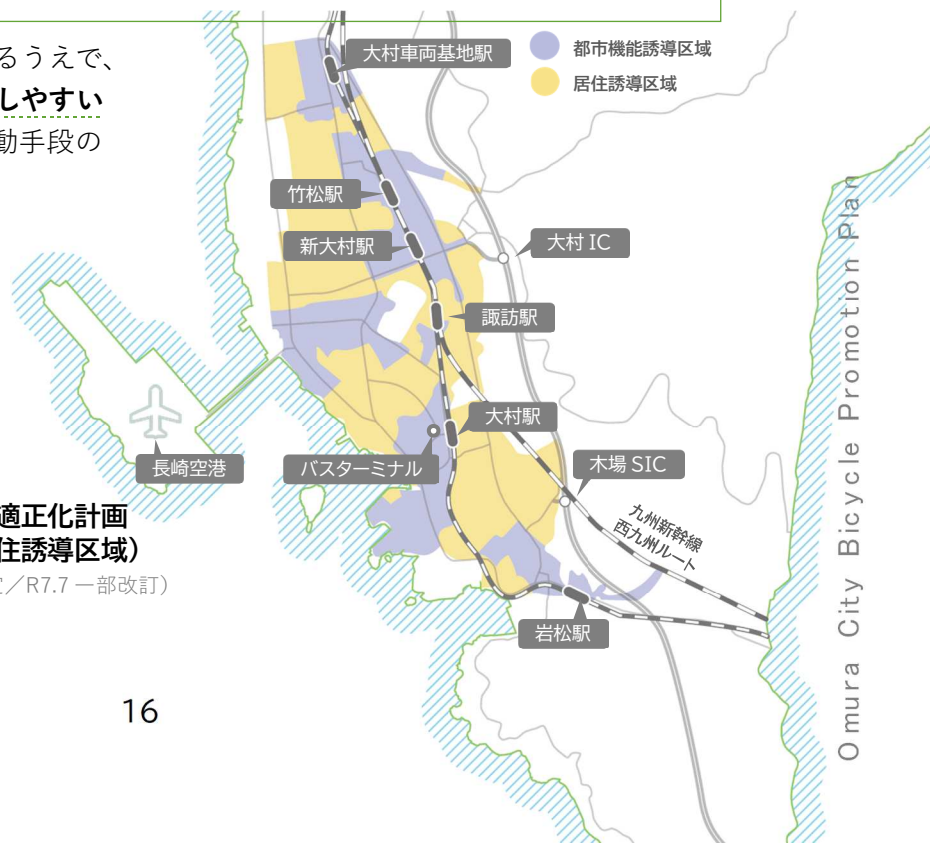 るうえで、
しやすい
動手段の
都市機能誘導区域
居住誘導区域
大村車両基地駅
竹松駅
新大村駅
大村 IC
諏訪駅
大村駅
バスターミナル
長崎空港
木場 SIC
九州新幹線
西九州ルート
岩松駅
適正化計画
住誘導区域）
／R7.7 一部改訂）
16
Omura City Bicycle Promotion Plan